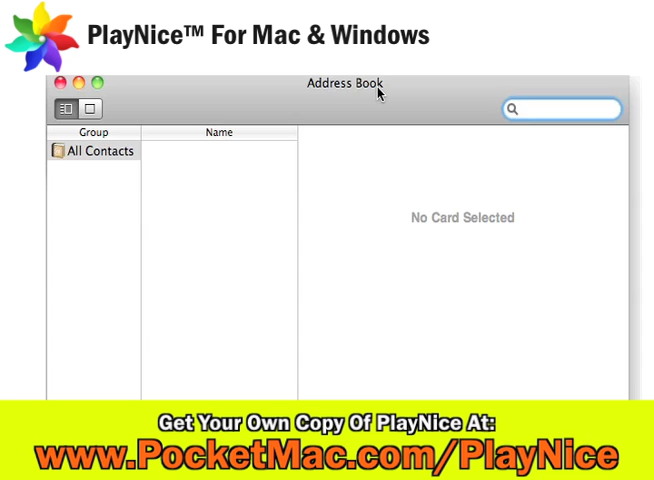 PlayNice™ For Mac & Windows
Address Book
Group
Name
All Contacts
No Card Selected
Get Your Own Copy Of PlayNice At:
www.PocketMac.com/PlayNice